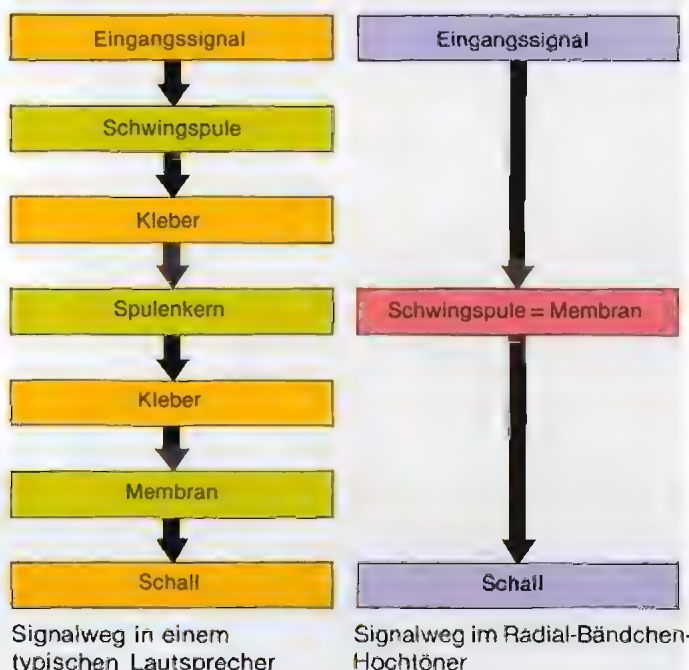 Eingangssignal
Schwingspule
Kleber
Spulenkern
Kleber
Membran
Schall
Signalweg in einem
typischen Lautsprecher
Eingangssignal
Schwingspule = Membran
Schall
Signalweg im Radial-Bändchen-
Hochtöner